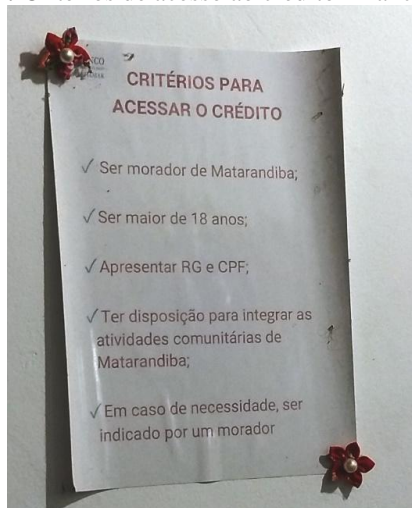 CRITÉRIOS PARA
ACESSAR O CRÉDITO
✓ Ser morador de Matarandiba;
✓ Ser maior de 18 anos;
✓ Apresentar RG e CPF;
✓ Ter disposição para integrar as
atividades comunitárias de
Matarandiba;
✓ Em caso de necessidade, ser
indicado por um morador